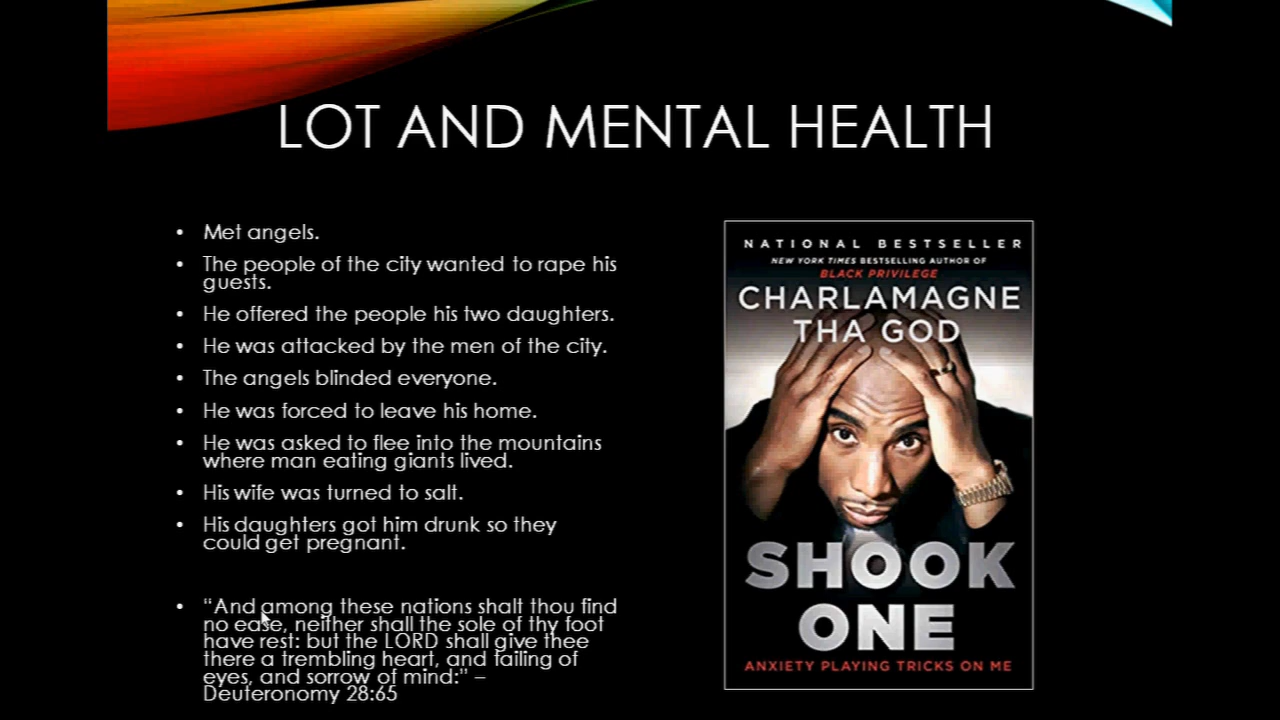 LOT AND MENTAL HEALTH
• Met angels.
• The people of the city wanted to rape his
guests.
• He offered the people his two daughters.
• He was attacked by the men of the city.
• The angels blinded everyone.
• He was forced to leave his home.
• He was asked to flee into the mountains
where man eating giants lived.
• His wife was turned to salt.
• His daughters got him drunk so they
could get pregnant.
• "And among these nations shalt thou find
no ease, neither shall the sole of thy foot
have rest: but the LORD shall give thee
there a trembling heart, and failing of
eyes, and sorrow of mind:" –
Deuteronomy 28:65
NATIONAL BESTSELLER
NEW YORK TIMES BESTSELLING AUTHOR OF
BLACK PRIVILEGE
CHARLAMAGNE
THA GOD
SHOOK
ONE
ANXIETY PLAYING TRICKS ON ME